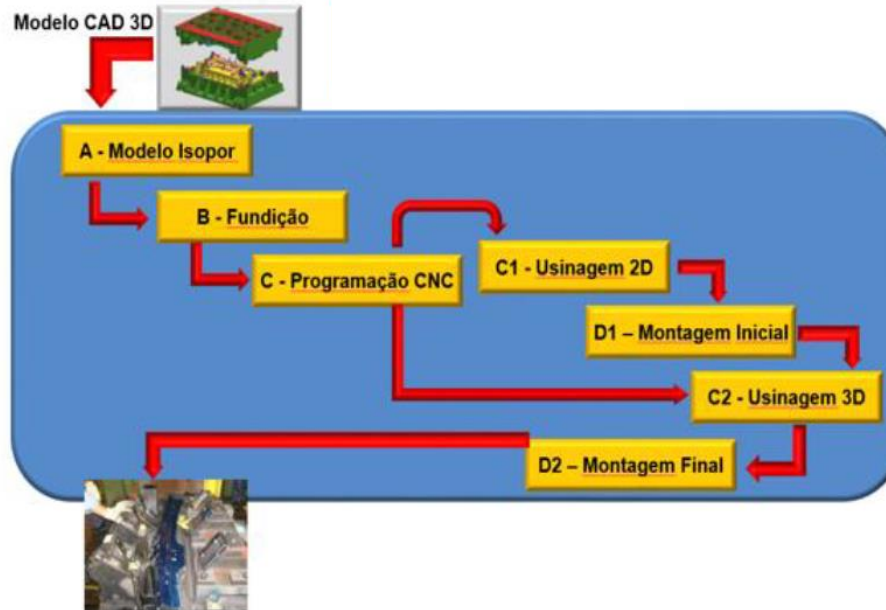 Modelo CAD 3D
A - Modelo Isopor
B - Fundição
C - Programação CNC
C1 - Usinagem 2D
D1 – Montagem Inicial
C2 - Usinagem 3D
D2 – Montagem Final